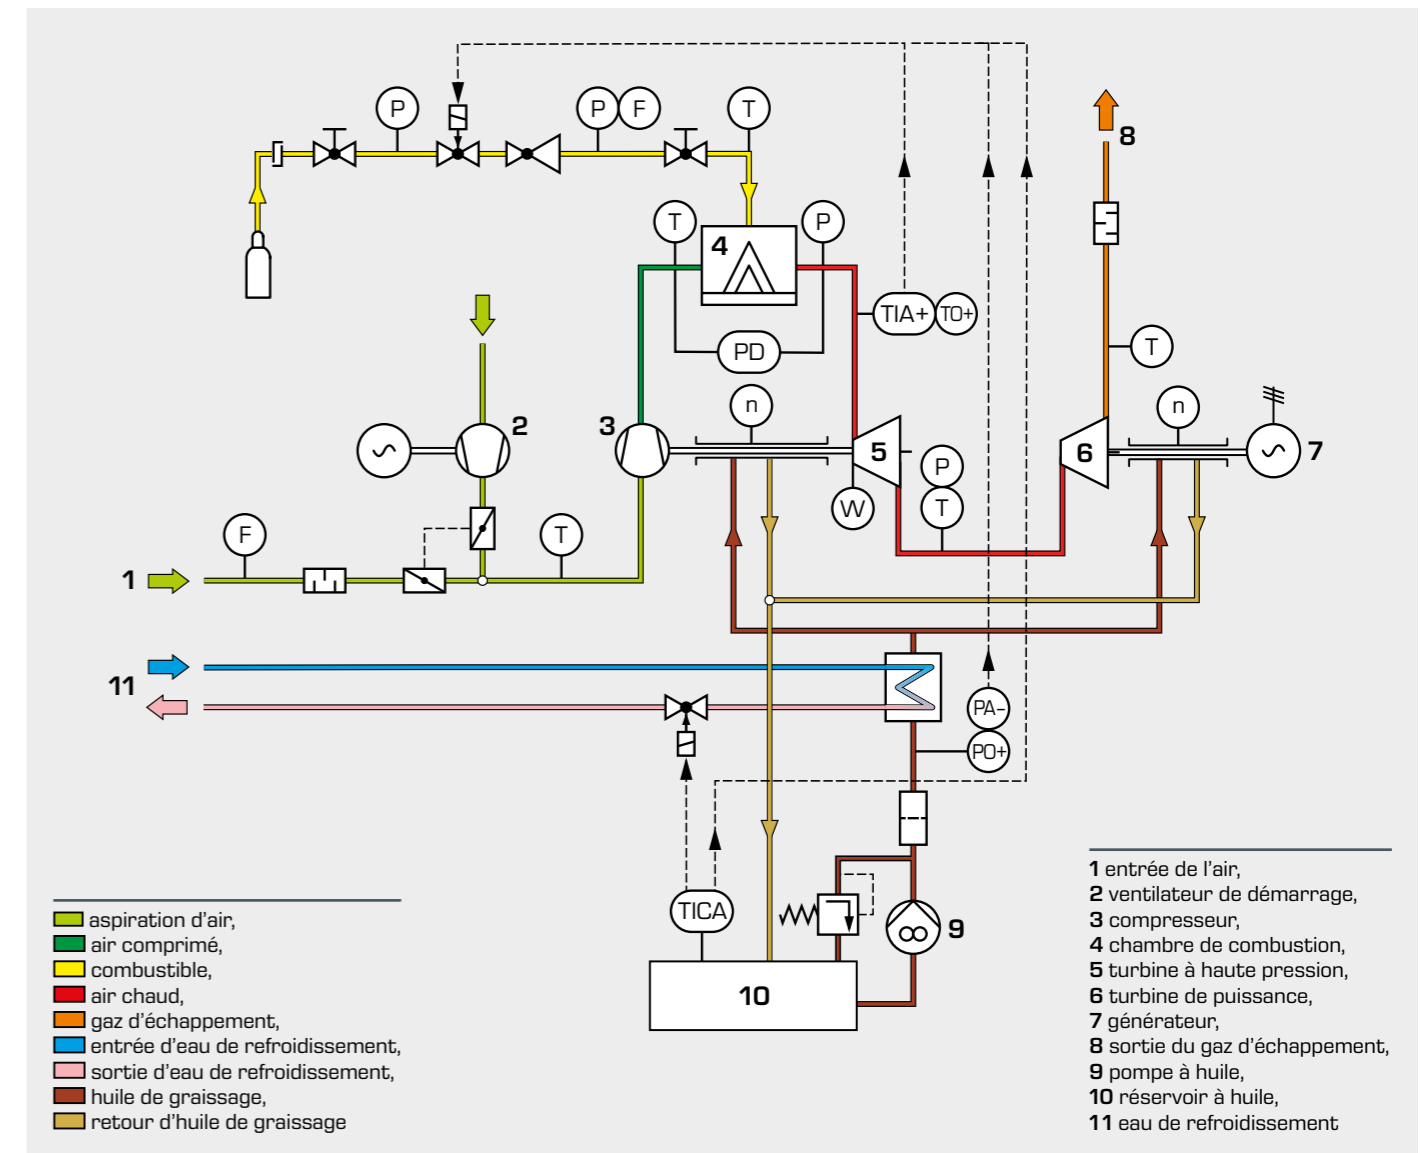 P
P F
T
8
T
4
P
TIA+ TO+
PD
T
n
n
2
3
5
6
7
P
W
T
F
T
1
11
PA–
PO+
TICA
9
10
aspiration d'air,
air comprimé,
combustible,
air chaud,
gaz d'échappement,
entrée d'eau de refroidissement,
sortie d'eau de refroidissement,
huile de graissage,
retour d'huile de graissage
1 entrée de l'air,
2 ventilateur de démarrage,
3 compresseur,
4 chambre de combustion,
5 turbine à haute pression,
6 turbine de puissance,
7 générateur,
8 sortie du gaz d'échappement,
9 pompe à huile,
10 réservoir à huile,
11 eau de refroidissement